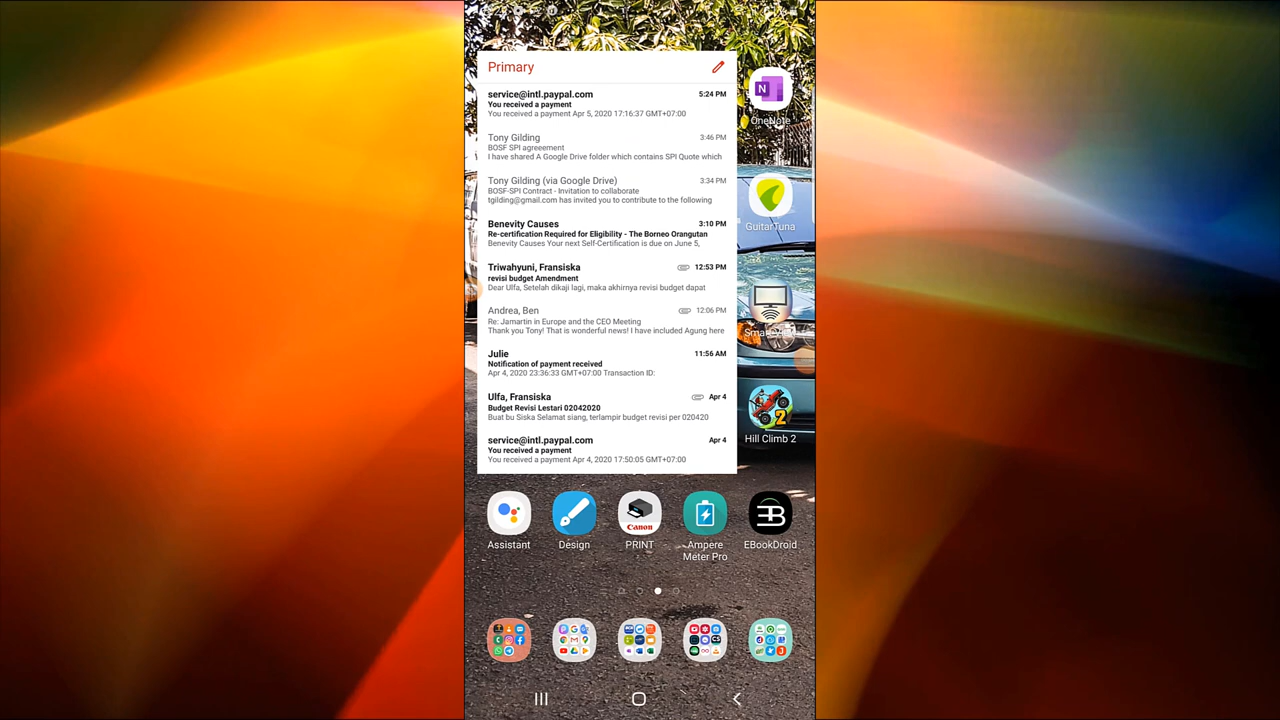 Primary
service@intl.paypal.com 5:24 PM
You received a payment
You received a payment Apr 5, 2020 17:16:37 GMT+07:00
Tony Gilding 3:46 PM
BOSF SPI agreeement
I have shared A Google Drive folder which contains SPI Quote which
Tony Gilding (via Google Drive) 3:34 PM
BOSF-SPI Contract - Invitation to collaborate
tgilding@gmail.com has invited you to contribute to the following
Benevity Causes 3:10 PM
Re-certification Required for Eligibility - The Borneo Orangutan
Benevity Causes Your next Self-Certification is due on June 5,
Triwahyuni, Fransiska 12:53 PM
revisi budget Amendment
Dear Ulfa, Setelah dikaji lagi, maka akhirnya revisi budget dapat
Andrea, Ben 12:06 PM
Re: Jamartin in Europe and the CEO Meeting
Thank you Tony! That is wonderful news! I have included Agung here
Julie 11:56 AM
Notification of payment received
Apr 4, 2020 23:36:33 GMT+07:00 Transaction ID:
Ulfa, Fransiska Apr 4
Budget Revisi Lestari 02042020
Buat bu Siska Selamat siang, terlampir budget revisi per 020420
service@intl.paypal.com Apr 4
You received a payment
You received a payment Apr 4, 2020 17:50:05 GMT+07:00
N
OneNote
GuitarTuna
2
Hill Climb 2
Canon
Assistant Design PRINT Ampere Meter Pro EBookDroid